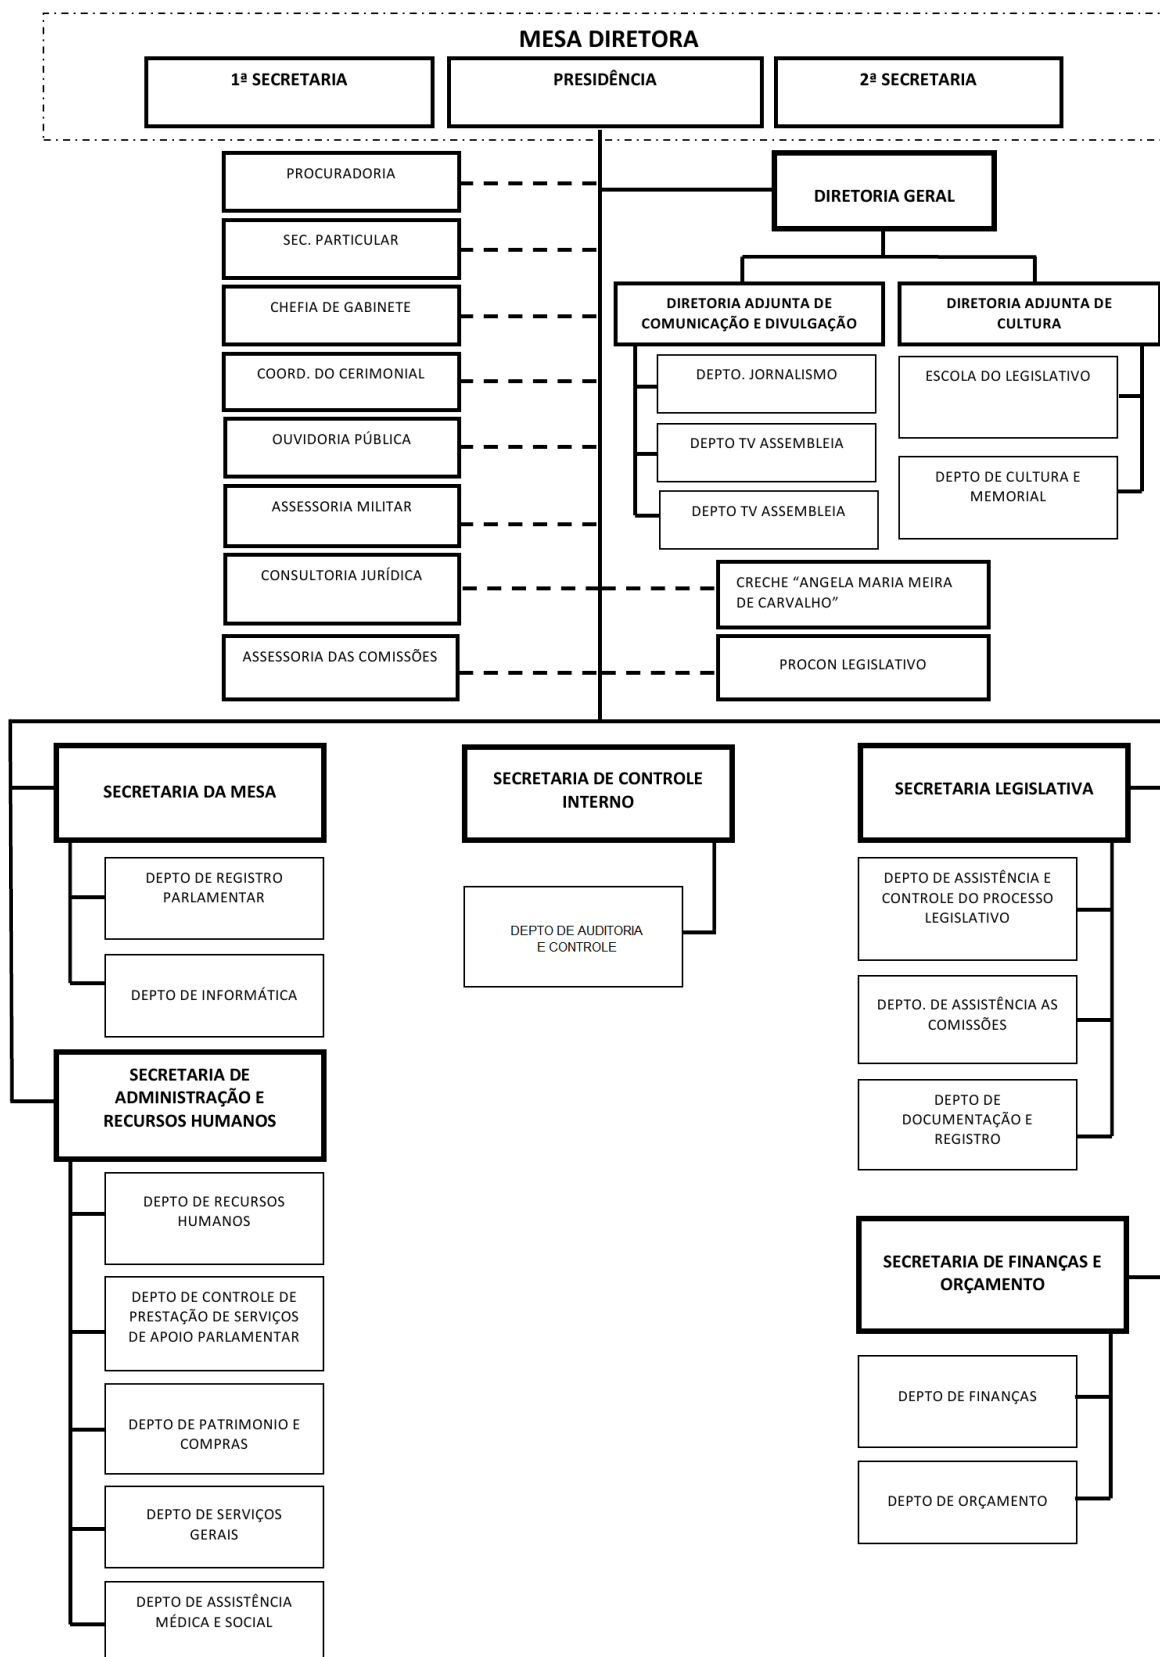 MESA DIRETORA
1ª SECRETARIA
PRESIDÊNCIA
2ª SECRETARIA
PROCURADORIA
SEC. PARTICULAR
CHEFIA DE GABINETE
COORD. DO CERIMONIAL
OUVIDORIA PÚBLICA
ASSESSORIA MILITAR
CONSULTORIA JURÍDICA
ASSESSORIA DAS COMISSÕES
DIRETORIA GERAL
DIRETORIA ADJUNTA DE
COMUNICAÇÃO E DIVULGAÇÃO
DEPTO. JORNALISMO
DEPTO TV ASSEMBLEIA
DEPTO TV ASSEMBLEIA
DIRETORIA ADJUNTA DE
CULTURA
ESCOLA DO LEGISLATIVO
DEPTO DE CULTURA E
MEMORIAL
CRECHE “ANGELA MARIA MEIRA
DE CARVALHO”
PROCON LEGISLATIVO
SECRETARIA DA MESA
DEPTO DE REGISTRO
PARLAMENTAR
DEPTO DE INFORMÁTICA
SECRETARIA DE
ADMINISTRAÇÃO E
RECURSOS HUMANOS
DEPTO DE RECURSOS
HUMANOS
DEPTO DE CONTROLE DE
PRESTAÇÃO DE SERVIÇOS
DE APOIO PARLAMENTAR
DEPTO DE PATRIMONIO E
COMPRAS
DEPTO DE SERVIÇOS
GERAIS
DEPTO DE ASSISTÊNCIA
MÉDICA E SOCIAL
SECRETARIA DE CONTROLE
INTERNO
DEPTO DE AUDITORIA
E CONTROLE
SECRETARIA LEGISLATIVA
DEPTO DE ASSISTÊNCIA E
CONTROLE DO PROCESSO
LEGISLATIVO
DEPTO. DE ASSISTÊNCIA AS
COMISSÕES
DEPTO DE
DOCUMENTAÇÃO E
REGISTRO
SECRETARIA DE FINANÇAS E
ORÇAMENTO
DEPTO DE FINANÇAS
DEPTO DE ORÇAMENTO